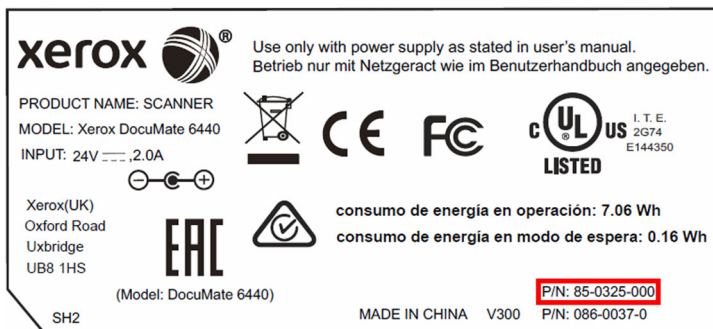 xerox ®
Use only with power supply as stated in user's manual.
Betrieb nur mit Netzgeract wie im Benutzerhandbuch angegeben.
PRODUCT NAME: SCANNER
MODEL: Xerox DocuMate 6440
INPUT: 24V ⎓ ,2.0A
CE
FC
C UL US
LISTED
I. T. E.
2G74
E144350
Xerox(UK)
Oxford Road
Uxbridge
UB8 1HS
EAC
(Model: DocuMate 6440)
consumo de energía en operación: 7.06 Wh
consumo de energía en modo de espera: 0.16 Wh
P/N: 85-0325-000
SH2
MADE IN CHINA V300 P/N: 086-0037-0